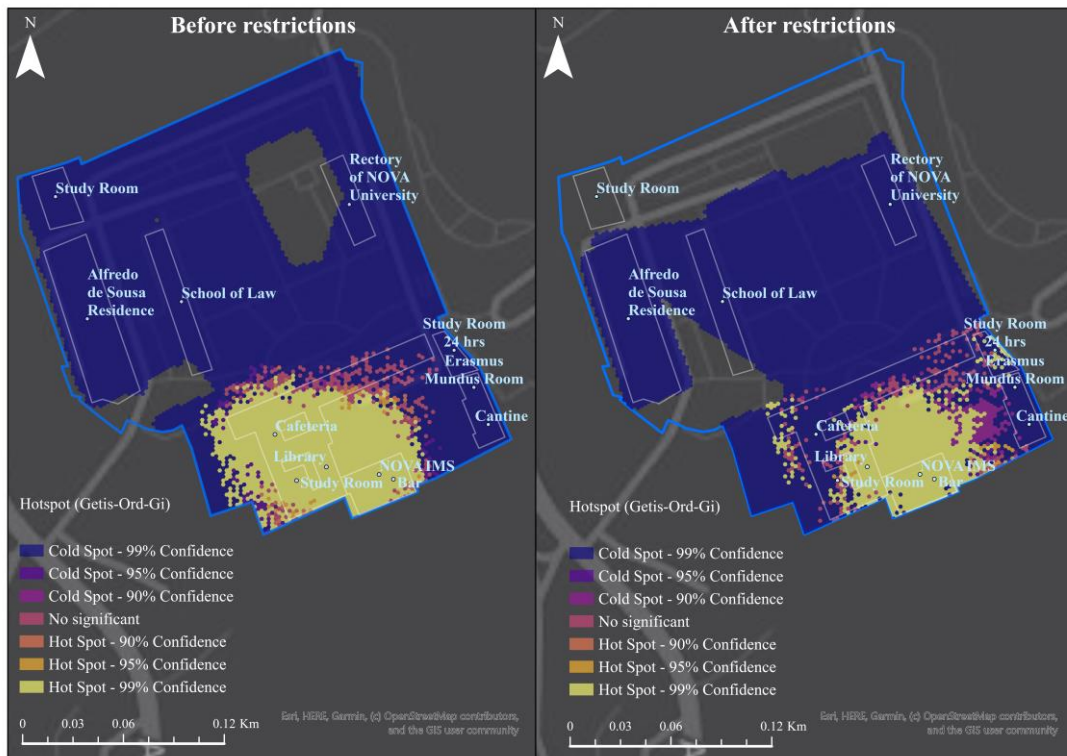 Before restrictions
N
Study Room
Rectory
of NOVA
University
Alfredo
de Sousa
Residence
School of Law
Study Room
24 hrs
Erasmus
Mundus Room
Cantine
Cafeteria
Library
NOVA IMS
Study Room
Bar
Hotspot (Getis-Ord-Gi)
Cold Spot - 99% Confidence
Cold Spot - 95% Confidence
Cold Spot - 90% Confidence
No significant
Hot Spot - 90% Confidence
Hot Spot - 95% Confidence
Hot Spot - 99% Confidence
0 0.03 0.06 0.12 Km
Esri, HERE, Garmin, (c) OpenStreetMap contributors,
and the GIS user community
After restrictions
N
Study Room
Rectory
of NOVA
University
Alfredo
de Sousa
Residence
School of Law
Study Room
24 hrs
Erasmus
Mundus Room
Cantine
Cafeteria
Library
NOVA IMS
Study Room
Bar
Hotspot (Getis-Ord-Gi)
Cold Spot - 99% Confidence
Cold Spot - 95% Confidence
Cold Spot - 90% Confidence
No significant
Hot Spot - 90% Confidence
Hot Spot - 95% Confidence
Hot Spot - 99% Confidence
0 0.03 0.06 0.12 Km
Esri, HERE, Garmin, (c) OpenStreetMap contributors,
and the GIS user community